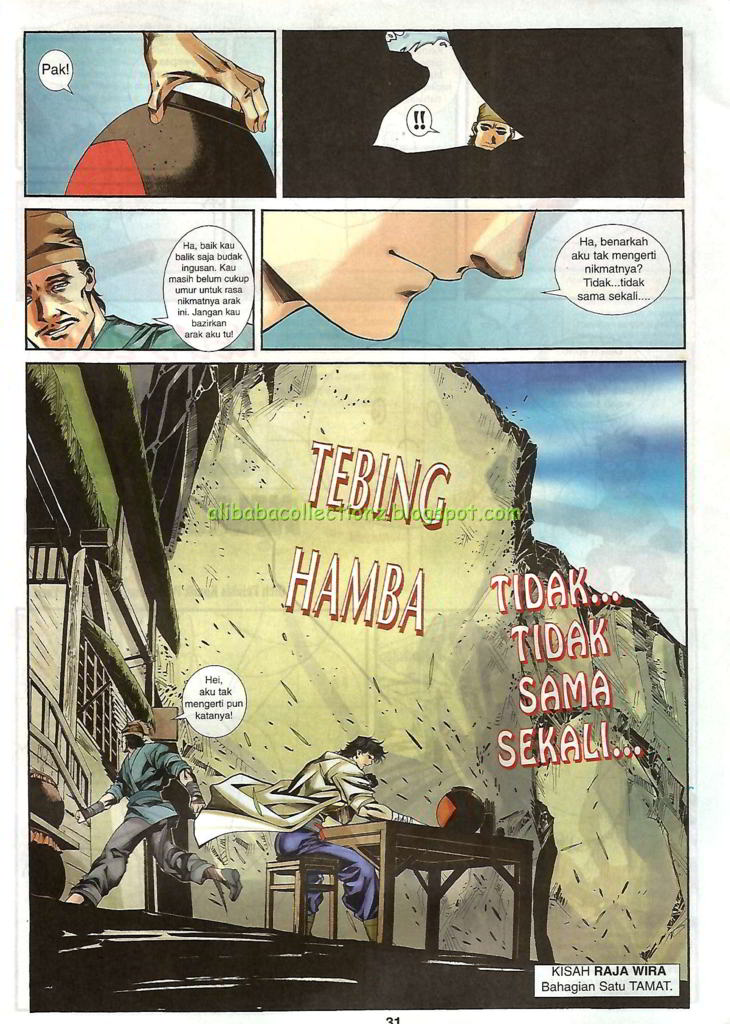 Pak!
!!
Ha, baik kau
balik saja budak
ingusan. Kau
masih belum cukup
umur untuk rasa
nikmatnya arak
ini. Jangan kau
bazirkan
arak aku tu!
Ha, benarkah
aku tak mengerti
nikmatnya?
Tidak...tidak
sama sekali....
TEBING
alibabacollectionz.blogspot.com
HAMBA
TIDAK...
TIDAK
SAMA
SEKALI...
Hei,
aku tak
mengerti pun
katanya!
KISAH RAJA WIRA
Bahagian Satu TAMAT.
31